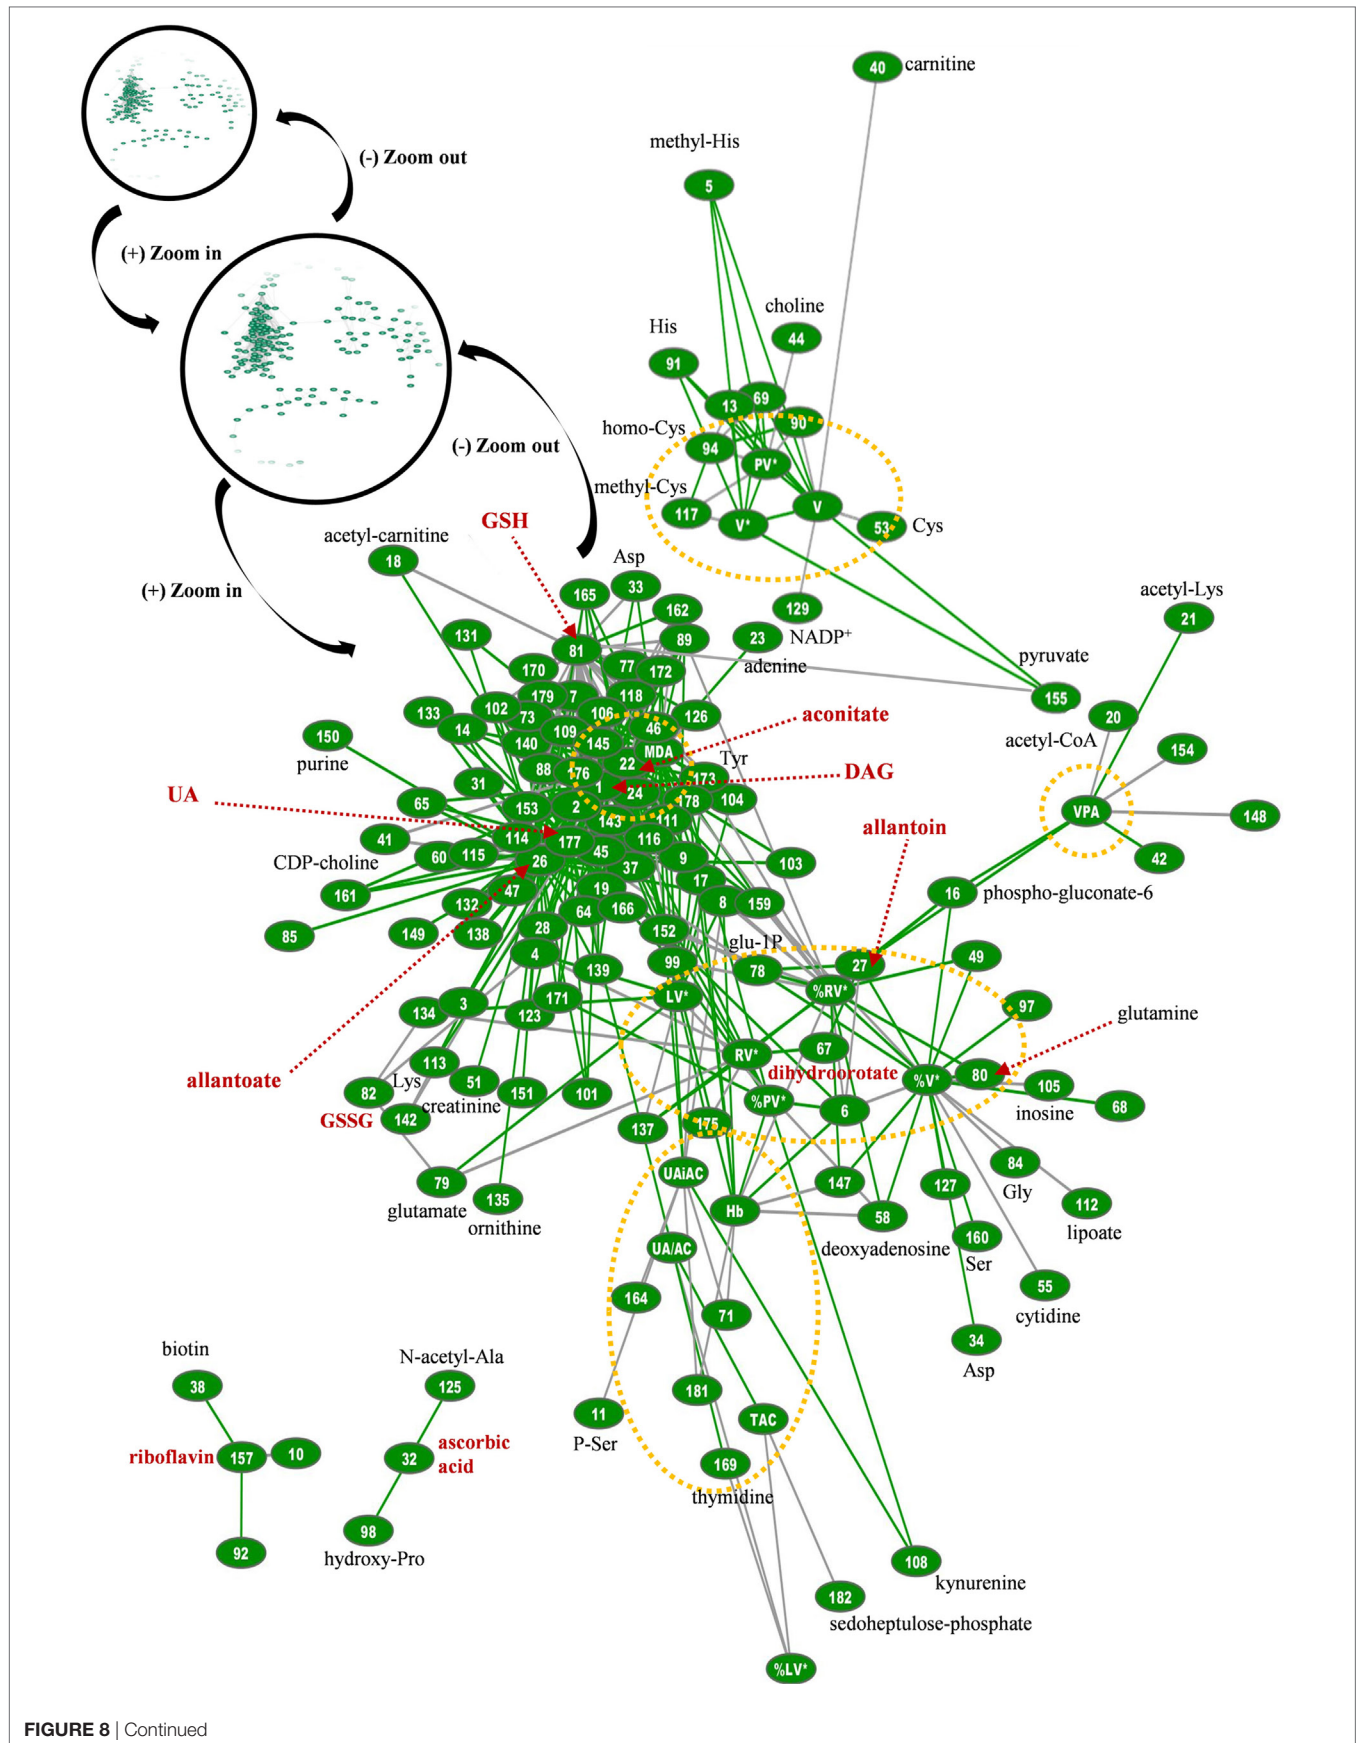 40 carnitine
methyl-His
5
(-) Zoom out
(+) Zoom in
choline
44
His
91
13
69
90
homo-Cys
94
PV*
(-) Zoom out
methyl-Cys
117
V*
V
53
Cys
GSH
acetyl-carnitine
18
Asp
33
165
162
(+) Zoom in
129
NADP+
acetyl-Lys
21
131
81
89
23
adenine
pyruvate
155
170
77
172
179
7
118
133
102
73
106
46
126
aconitate
20
acetyl-CoA
154
14
109
145
MDA
150
purine
140
22
Tyr
88
176
173
DAG
31
1
24
UA
65
153
2
178
104
VPA
148
143
111
allantoin
41
114
177
116
42
CDP-choline
60
115
26
45
9
103
37
161
47
19
17
16
phospho-gluconate-6
132
64
166
8
159
85
149
138
28
152
glu-1P
4
139
99
78
27
49
LV*
%RV*
134
3
123
171
97
glutamine
RV*
67
113
dihydroorotate
%V*
80
allantoate
82
Lys
51
creatinine
151
101
%PV*
105
inosine
68
GSSG
142
137
175
6
84
Gly
79
glutamate
135
ornithine
UAiAC
147
127
112
lipoate
Hb
58
deoxyadenosine
160
Ser
UA/AC
164
71
55
cytidine
34
Asp
biotin
38
N-acetyl-Ala
125
181
11
P-Ser
TAC
riboflavin 157 10
32 ascorbic
acid
169
thymidine
98
hydroxy-Pro
92
108
kynurenine
182
sedoheptulose-phosphate
%LV*
FIGURE 8 | Continued